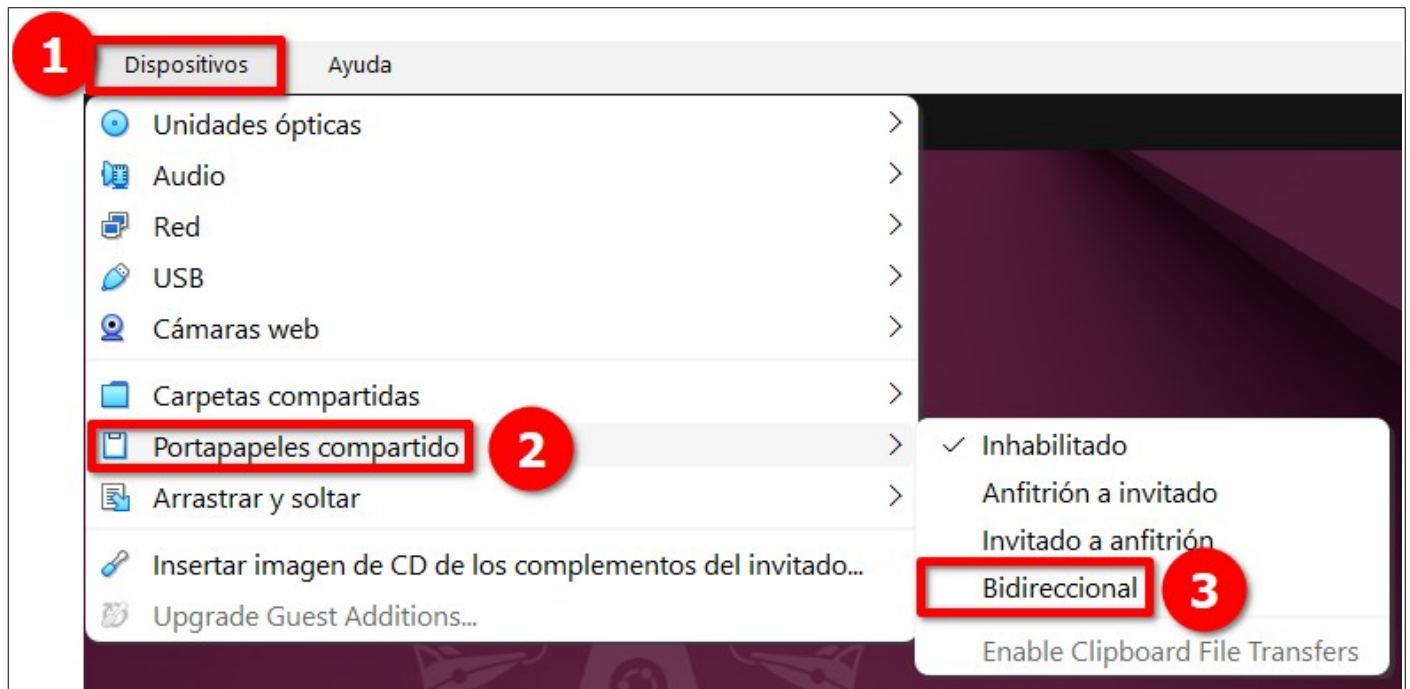 1
Dispositivos
Ayuda
Unidades ópticas
Audio
Red
USB
Cámaras web
Carpetas compartidas
Portapapeles compartido
2
Arrastrar y soltar
Insertar imagen de CD de los complementos del invitado...
Upgrade Guest Additions...
Inhabilitado
Anfitrión a invitado
Invitado a anfitrión
Bidireccional
3
Enable Clipboard File Transfers